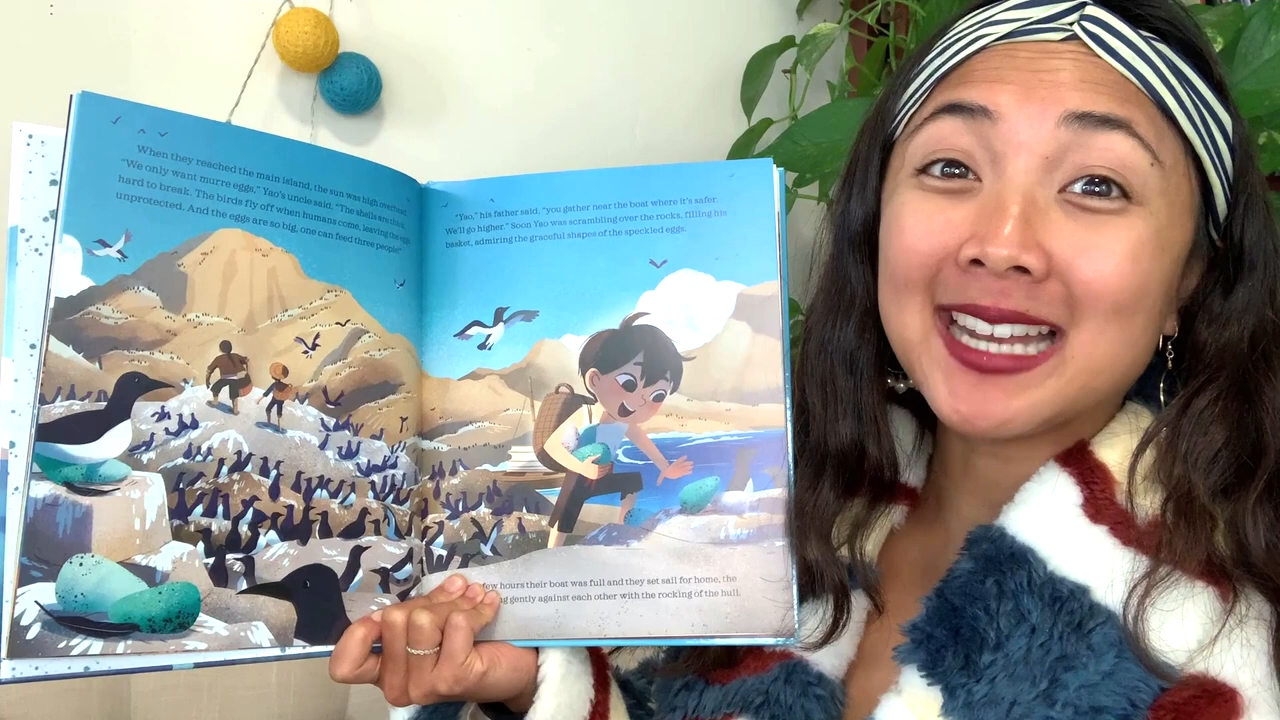 When they reached the main island, the sun was high overhead.
"We only want murre eggs," Yao's uncle said. "The shells are thick,
hard to break. The birds fly off when humans come, leaving the eggs
unprotected. And the eggs are so big, one can feed three people!"
"Yao," his father said, "you gather near the boat where it's safer.
We'll go higher." Soon Yao was scrambling over the rocks, filling his
basket, admiring the graceful shapes of the speckled eggs.
few hours their boat was full and they set sail for home, the
gently against each other with the rocking of the hull.